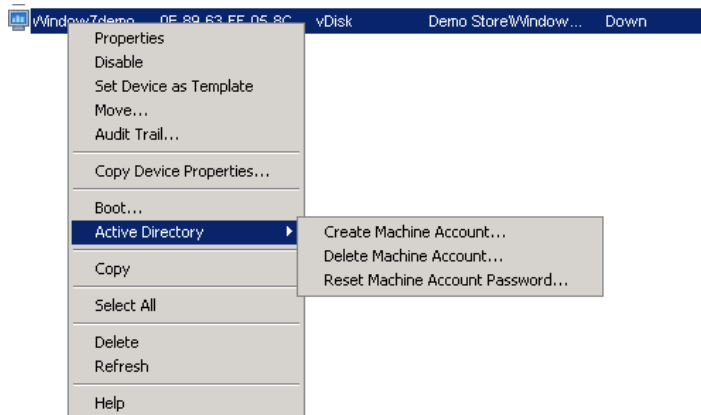 Window7demo 0E-89-63-FF-05-8C vDisk Demo Store\Window... Down
Properties
Disable
Set Device as Template
Move...
Audit Trail...
Copy Device Properties...
Boot...
Active Directory
Create Machine Account...
Delete Machine Account...
Reset Machine Account Password...
Copy
Select All
Delete
Refresh
Help